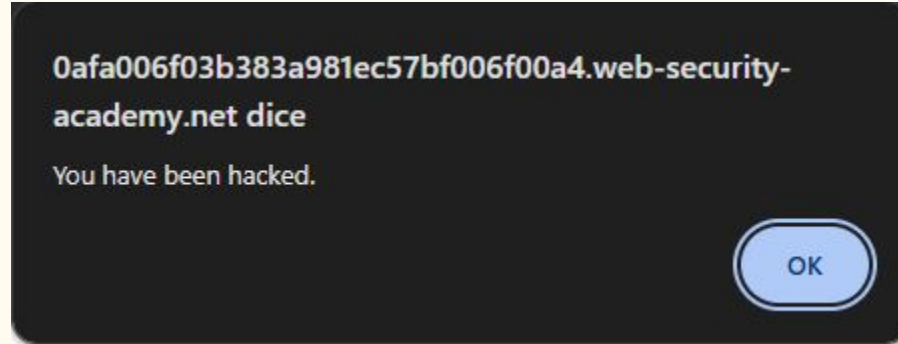 0afa006f03b383a981ec57bf006f00a4.web-security-
academy.net dice
You have been hacked.
OK